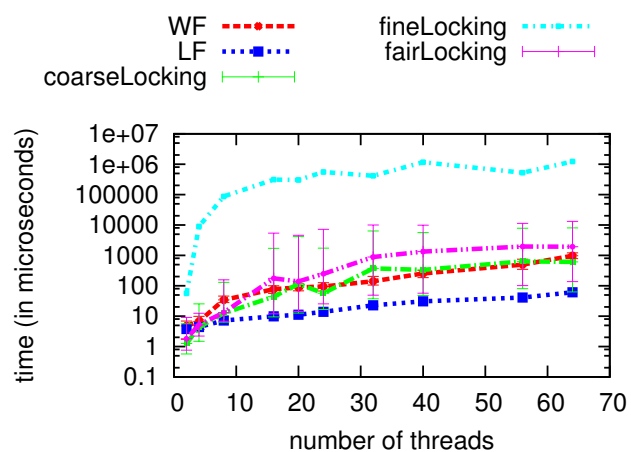 WF
LF
coarseLocking
fineLocking
fairLocking
time (in microseconds)
1e+07
1e+06
100000
10000
1000
100
10
1
0.1
0 10 20 30 40 50 60 70
number of threads